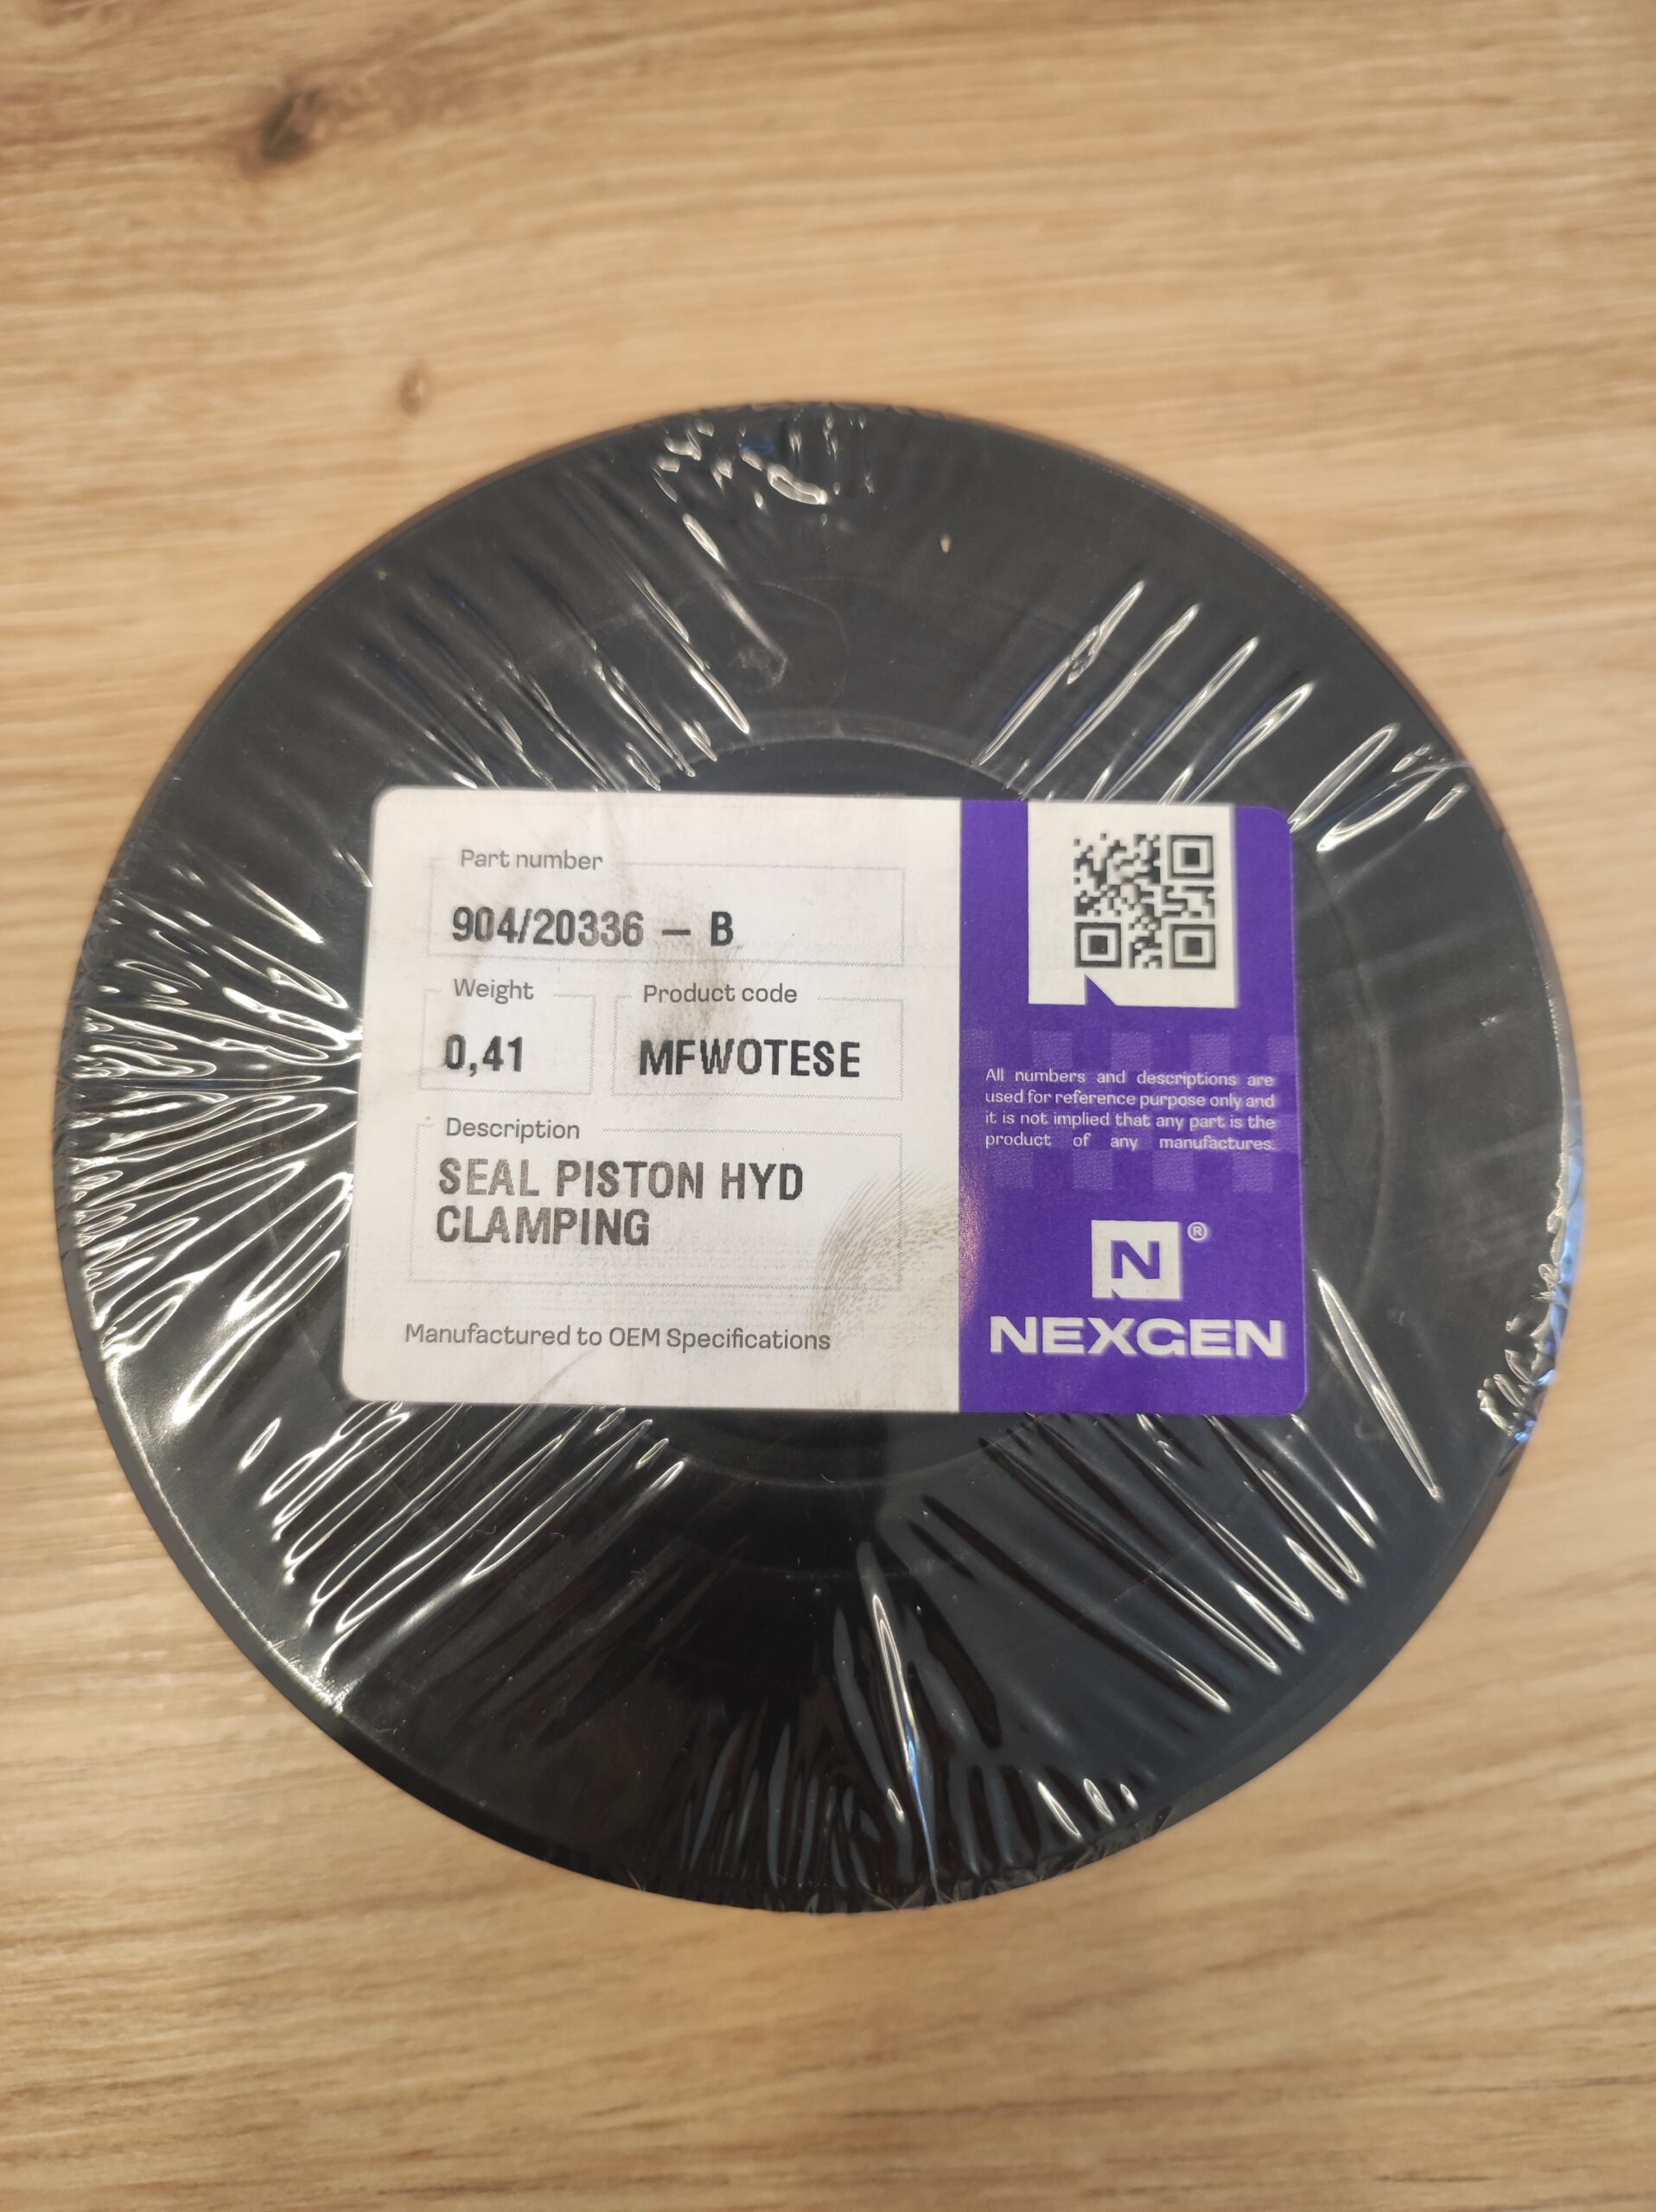 Part number
904/20336 – B
Weight
Product code
0,41
MFWOTESE
Description
SEAL PISTON HYD
CLAMPING
Manufactured to OEM Specifications
All numbers and descriptions are
used for reference purpose only and
it is not implied that any part is the
product of any manufactures.
N®
NEXGEN